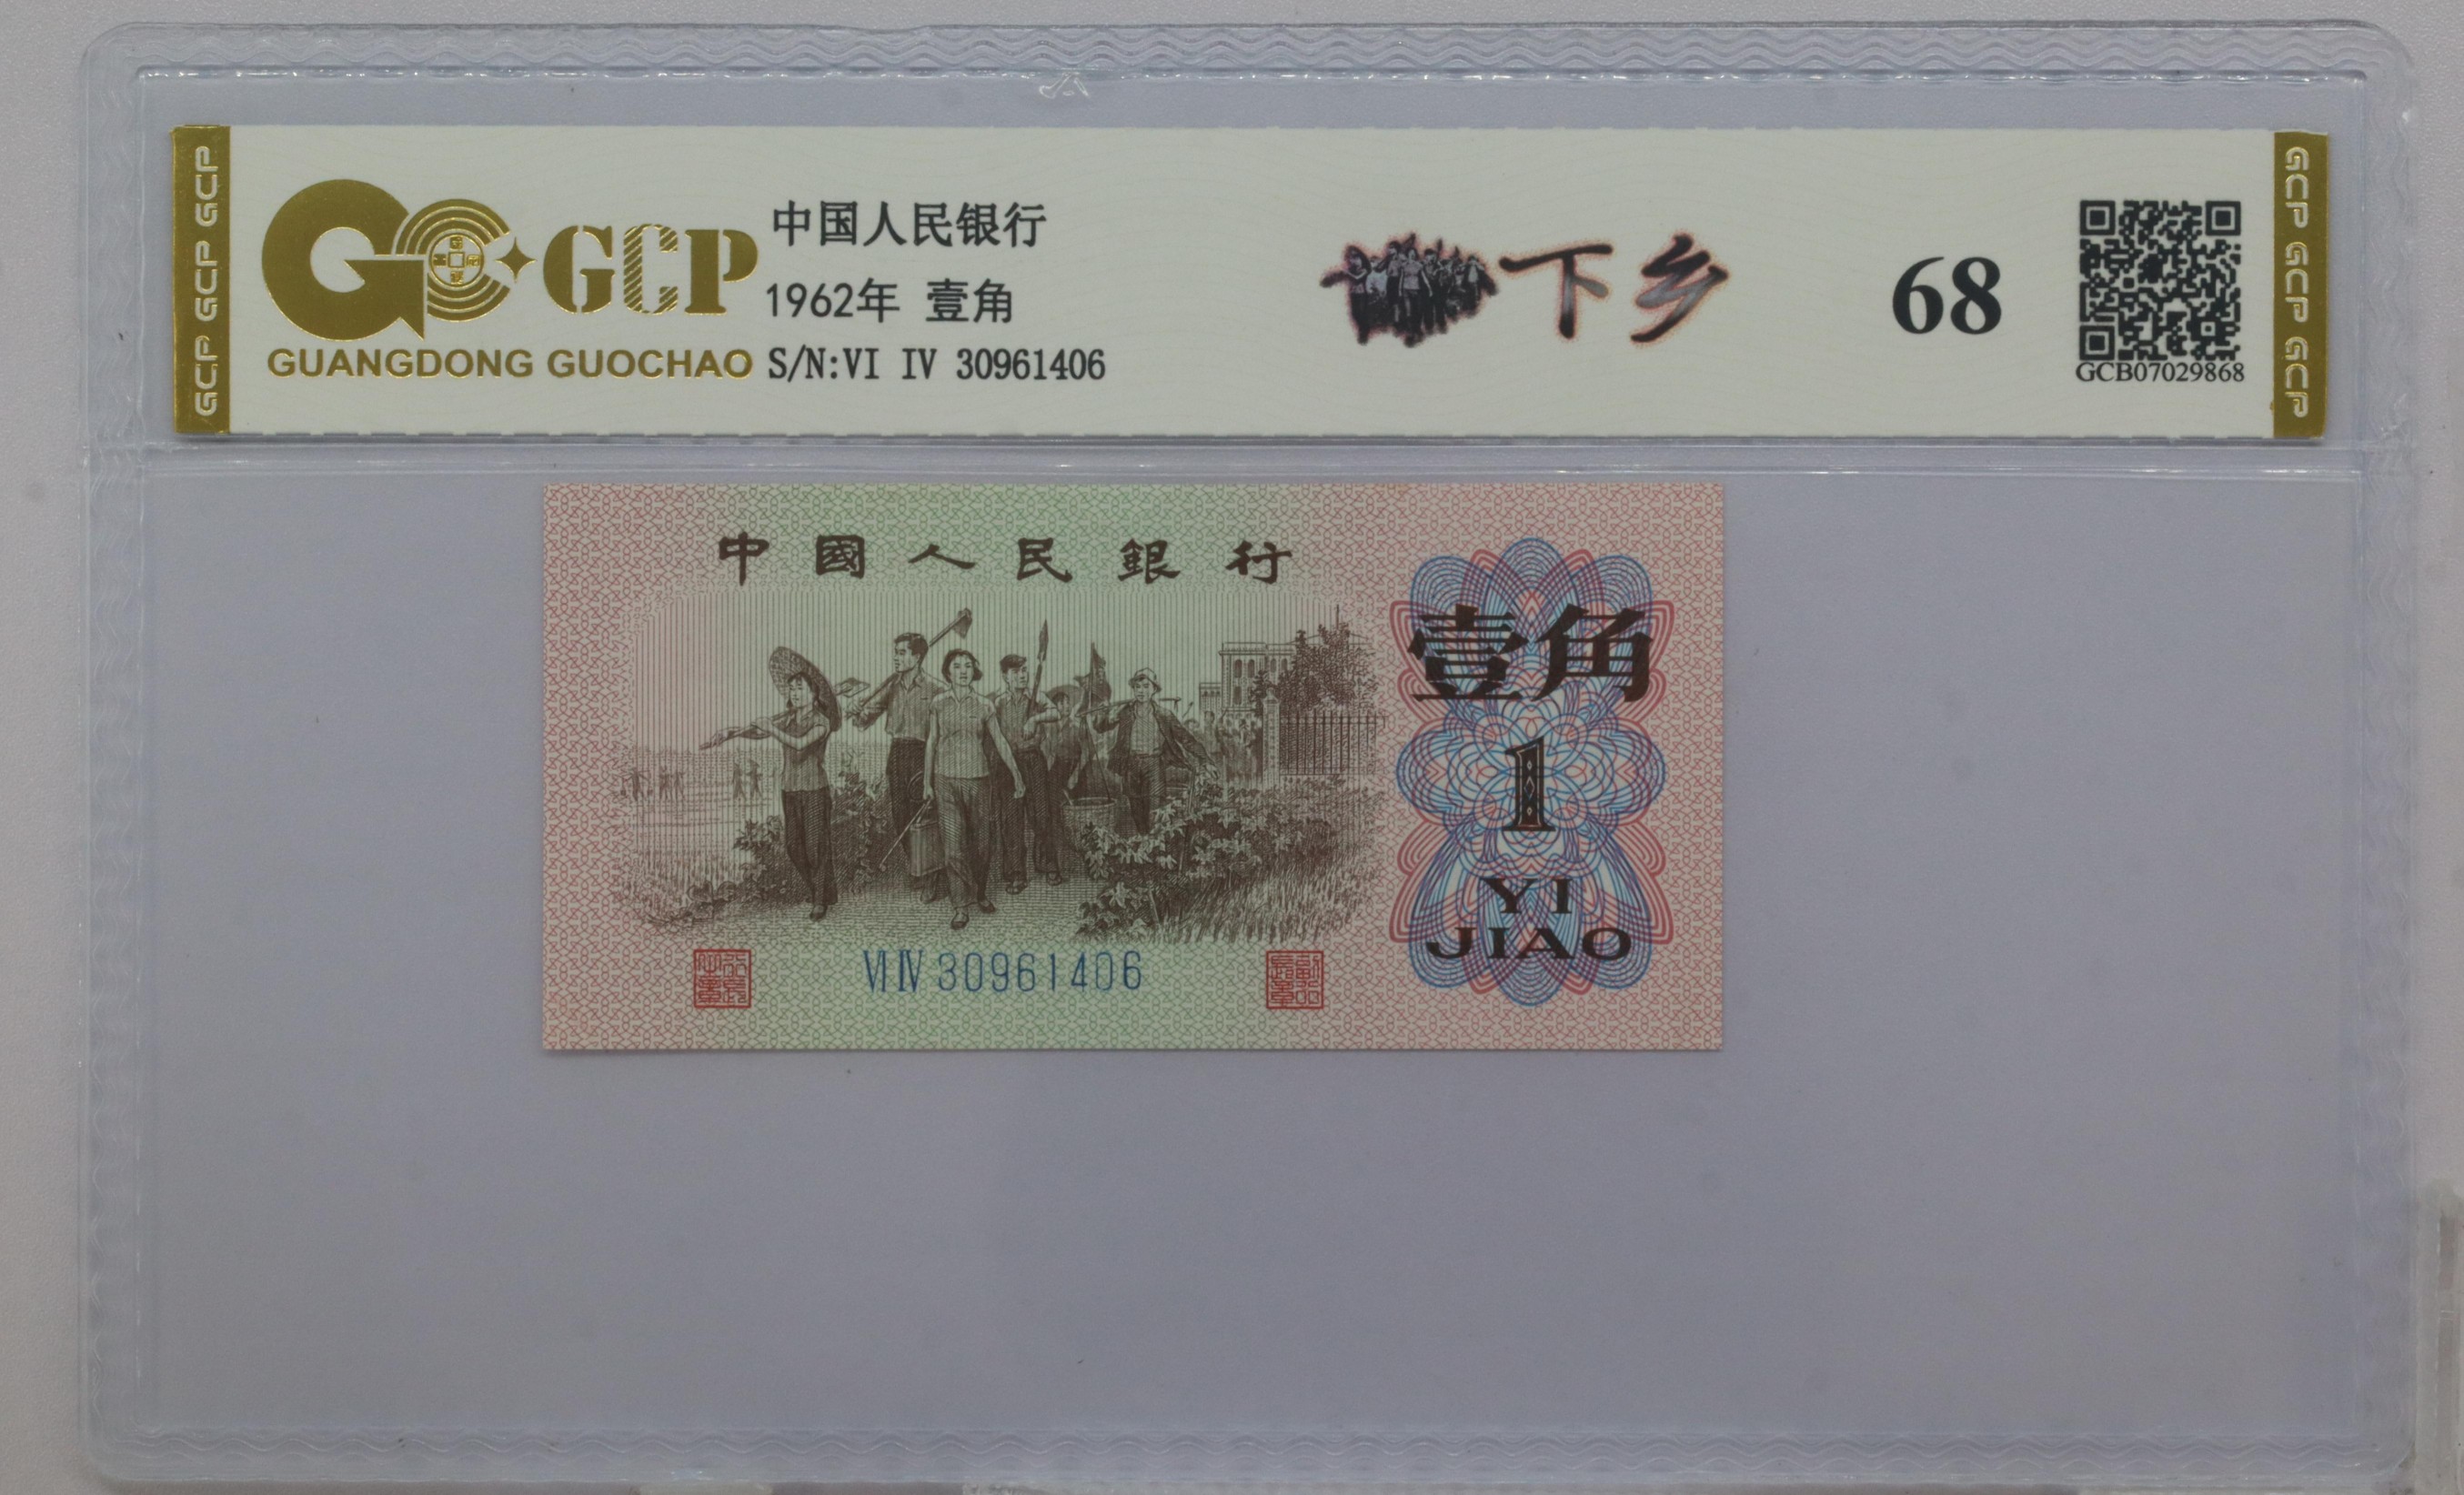 GCP GCP GCP
GCP
GUANGDONG GUOCHAO
中国人民银行
1962年 壹角
S/N:VI IV 30961406
下乡
68
GCB07029868
GCP GCP GCP
中國人民銀行
壹角
1
YI
JIAO
VI IV 30961406